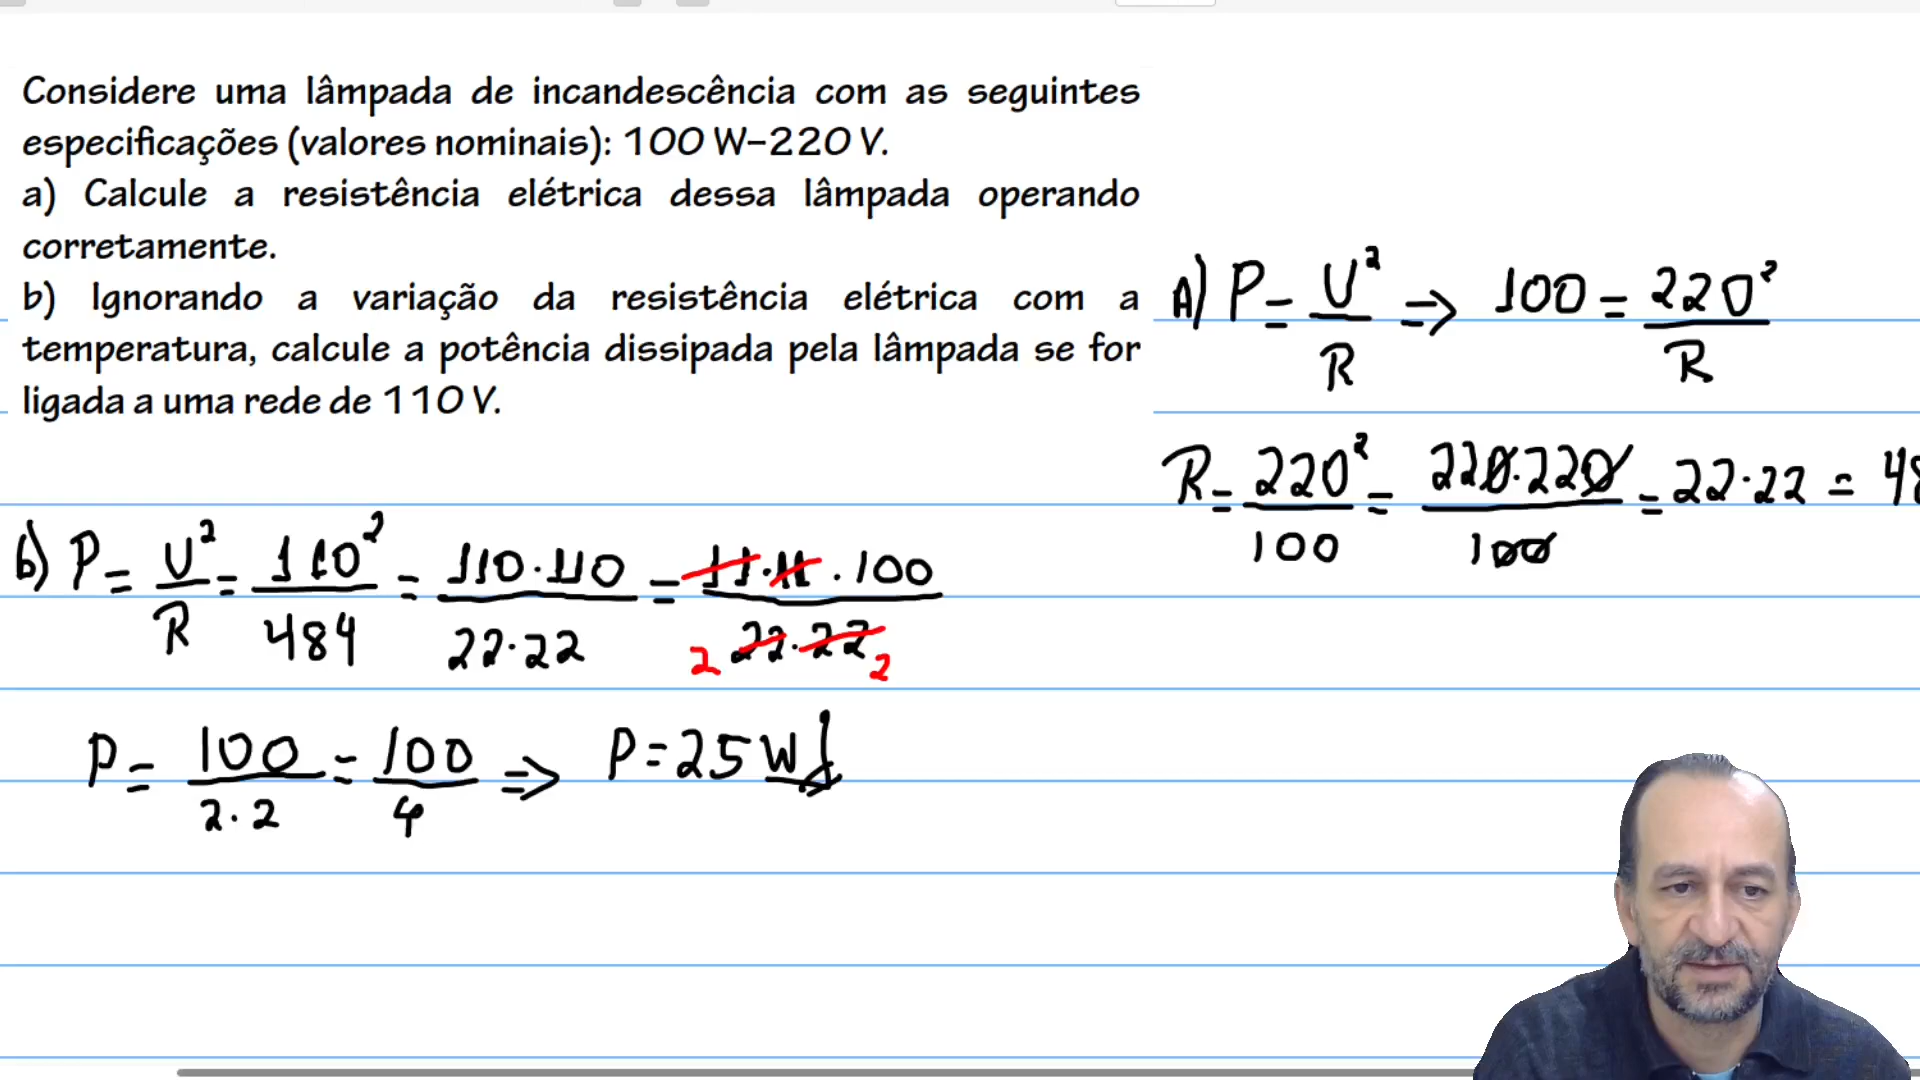 Considere uma lâmpada de incandescência com as seguintes
especificações (valores nominais): 100 W–220 V.
a) Calcule a resistência elétrica dessa lâmpada operando
corretamente.
b) Ignorando a variação da resistência elétrica com a
temperatura, calcule a potência dissipada pela lâmpada se for
ligada a uma rede de 110 V.
A) P = U² / R => 100 = 220² / R
R = 220² / 100 = 220·220 / 100 = 22·22 = 48
b) P = U² / R = 110² / 484 = 110·110 / 22·22 = 11·11·100 / 22·22
2 2
P = 100 / 2·2 = 100 / 4 => P = 25 W